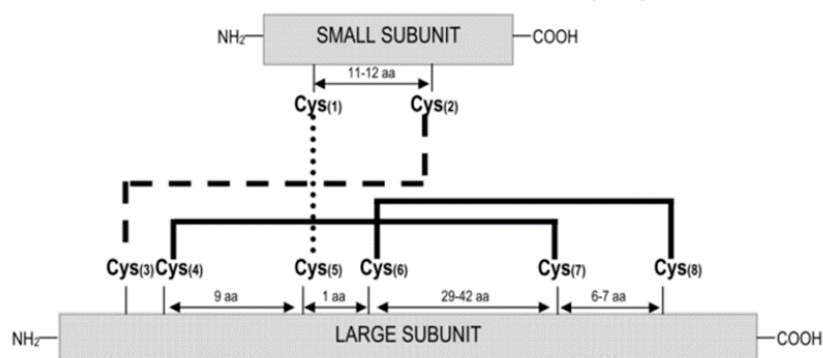 NH2 SMALL SUBUNIT COOH
11-12 aa
Cys(1) Cys(2)
Cys(3) Cys(4) Cys(5) Cys(6) Cys(7) Cys(8)
9 aa 1 aa 29-42 aa 6-7 aa
NH2 LARGE SUBUNIT COOH